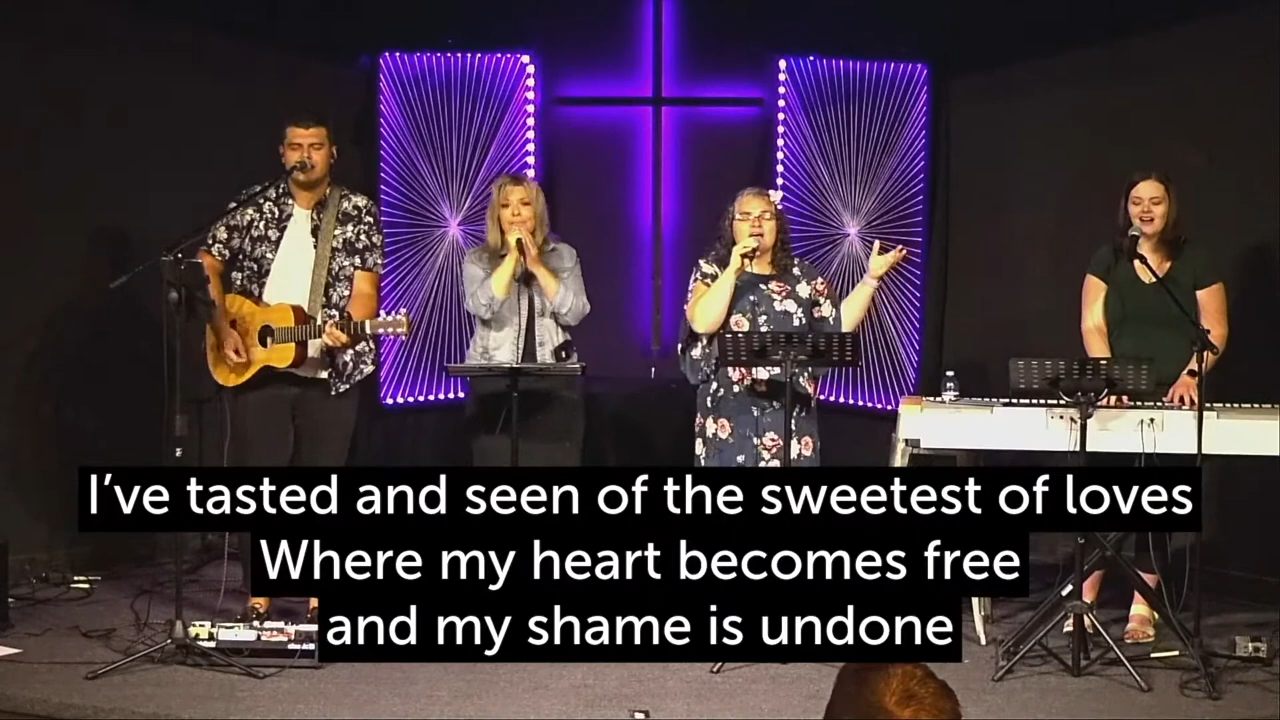 I've tasted and seen of the sweetest of loves
Where my heart becomes free
and my shame is undone